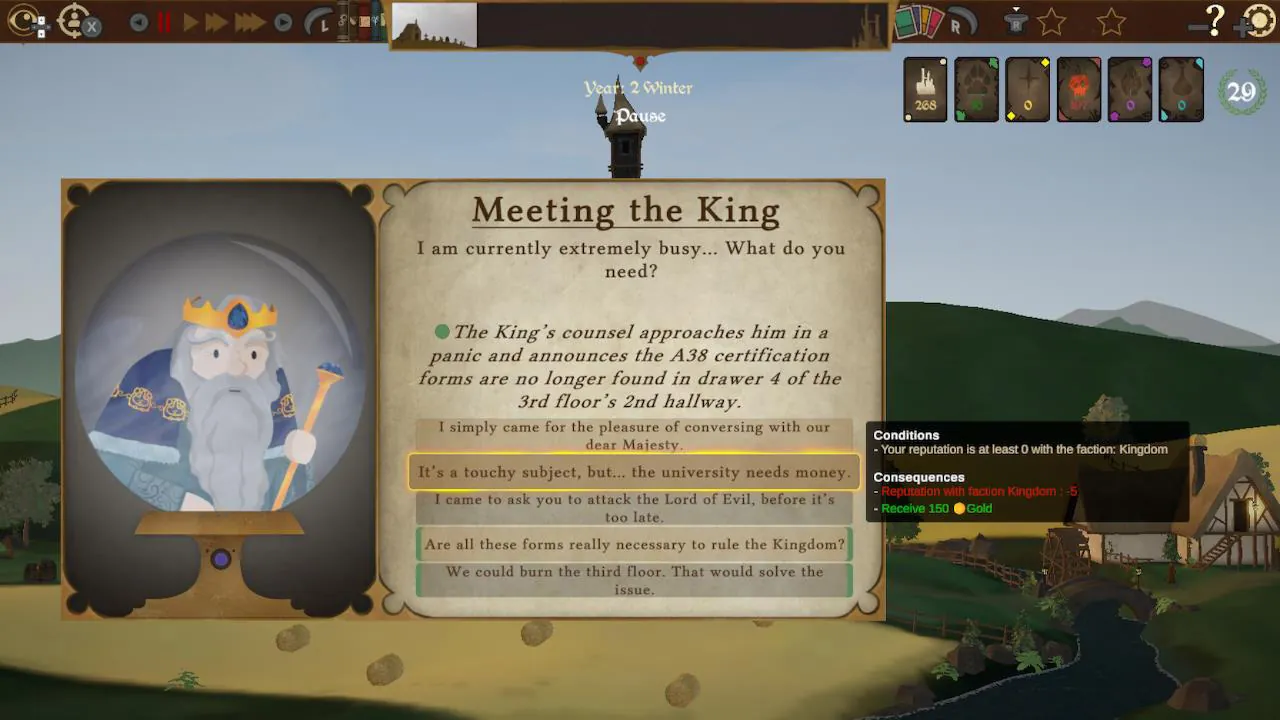 X
L
R
R
?
Year: 2 Winter
Pause
268
0
0
0
29
Meeting the King
I am currently extremely busy... What do you
need?
The King's counsel approaches him in a
panic and announces the A38 certification
forms are no longer found in drawer 4 of the
3rd floor's 2nd hallway.
I simply came for the pleasure of conversing with our
dear Majesty.
It's a touchy subject, but... the university needs money.
I came to ask you to attack the Lord of Evil, before it's
too late.
Are all these forms really necessary to rule the Kingdom?
We could burn the third floor. That would solve the
issue.
Conditions
- Your reputation is at least 0 with the faction: Kingdom
Consequences
- Reputation with faction Kingdom : -5
- Receive 150 Gold